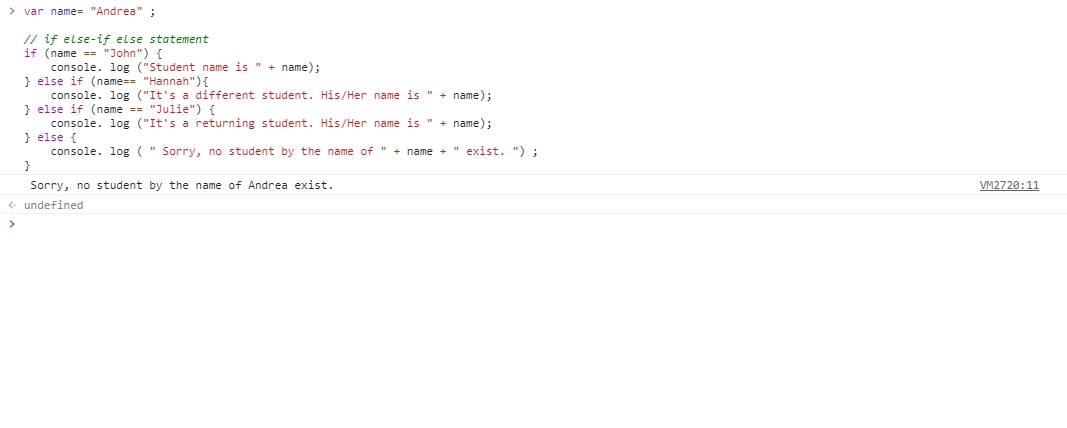 > var name= "Andrea" ;
// if else-if else statement
if (name == "John") {
console. log ("Student name is " + name);
} else if (name== "Hannah"){
console. log ("It's a different student. His/Her name is " + name);
} else if (name == "Julie") {
console. log ("It's a returning student. His/Her name is " + name);
} else {
console. log ( " Sorry, no student by the name of " + name + " exist. ") ;
}
Sorry, no student by the name of Andrea exist. VM2720:11
undefined
>